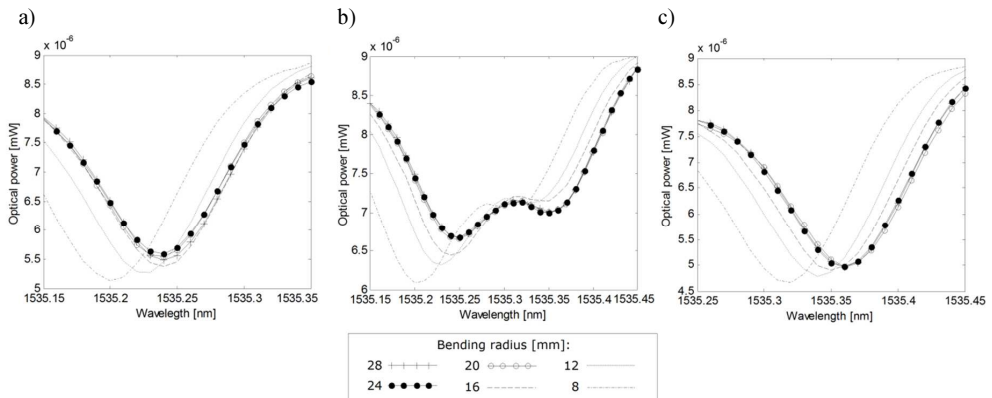 a)
x 10⁻⁶
9
8.5
8
7.5
7
6.5
6
5.5
5
Optical power [mW]
1535.15
1535.2
1535.25
1535.3
1535.35
Wavelegth [nm]
b)
x 10⁻⁶
9
8.5
8
7.5
7
6.5
6
Optical power [mW]
1535.15
1535.2
1535.25
1535.3
1535.35
1535.4
1535.45
Wavelength [nm]
c)
x 10⁻⁶
9
8.5
8
7.5
7
6.5
6
5.5
5
4.5
Optical power [mW]
1535.25
1535.3
1535.35
1535.4
1535.45
Wavelength [nm]
Bending radius [mm]:
28 20 12
24 16 8